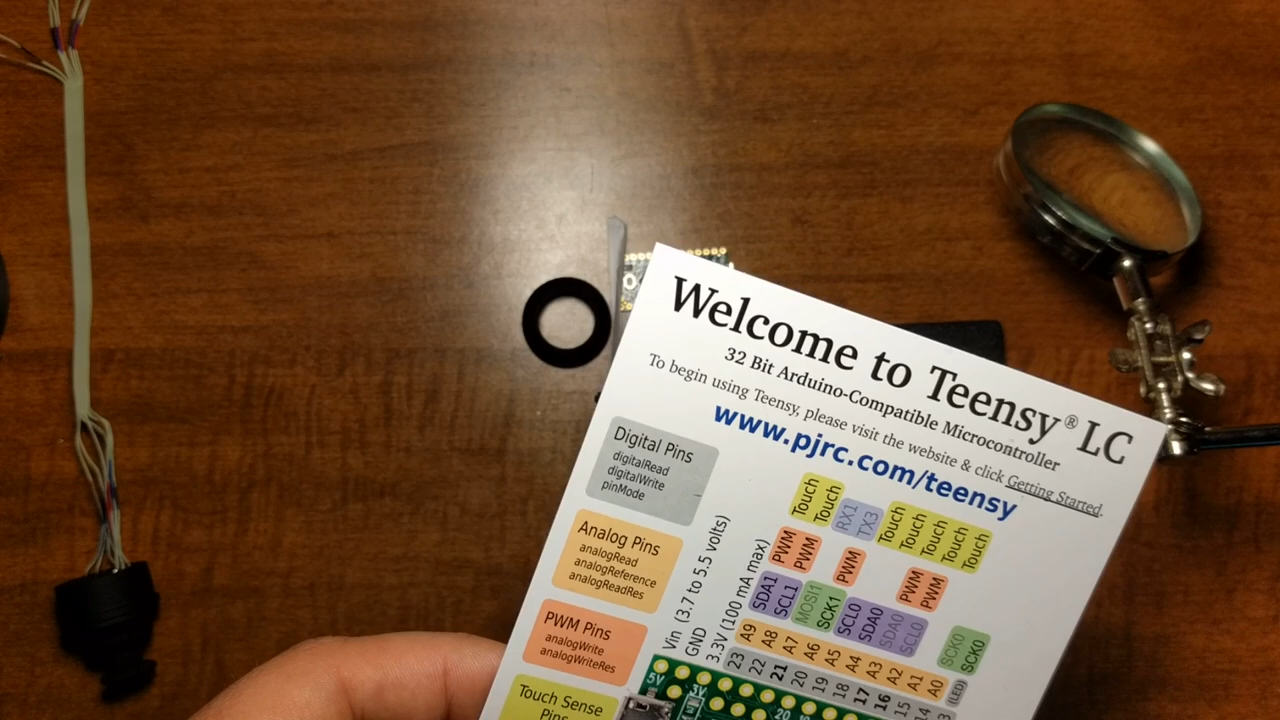 Welcome to Teensy® LC
32 Bit Arduino-Compatible Microcontroller
To begin using Teensy, please visit the website & click Getting Started.
www.pjrc.com/teensy
Digital Pins
digitalRead
digitalWrite
pinMode
Analog Pins
analogRead
analogReference
analogReadRes
PWM Pins
analogWrite
analogWriteRes
Touch Sense
Pins
Vin (3.7 to 5.5 volts)
GND
3.3V (100 mA max)
Touch Touch RX1 TX3 Touch Touch Touch Touch Touch
PWM PWM PWM PWM PWM
SDA1 SCL1 MOSI1 SCK1 SCL0 SDA0 SDA0 SCL0 SCK0 SCK0
A9 A8 A7 A6 A5 A4 A3 A2 A1 A0 (LED)
23 22 21 20 19 18 17 16 15 14
5V
3V
20